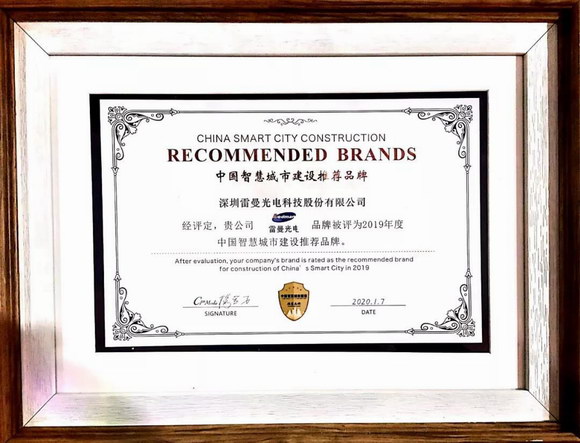 CHINA SMART CITY CONSTRUCTION
RECOMMENDED BRANDS
中国智慧城市建设推荐品牌
深圳雷曼光电科技股份有限公司
经评定，贵公司 雷曼光电 品牌被评为2019年度
中国智慧城市建设推荐品牌。
After evaluation, your company's brand is rated as the recommended brand
for construction of China's Smart City in 2019
2020.1.7
SIGNATURE
DATE